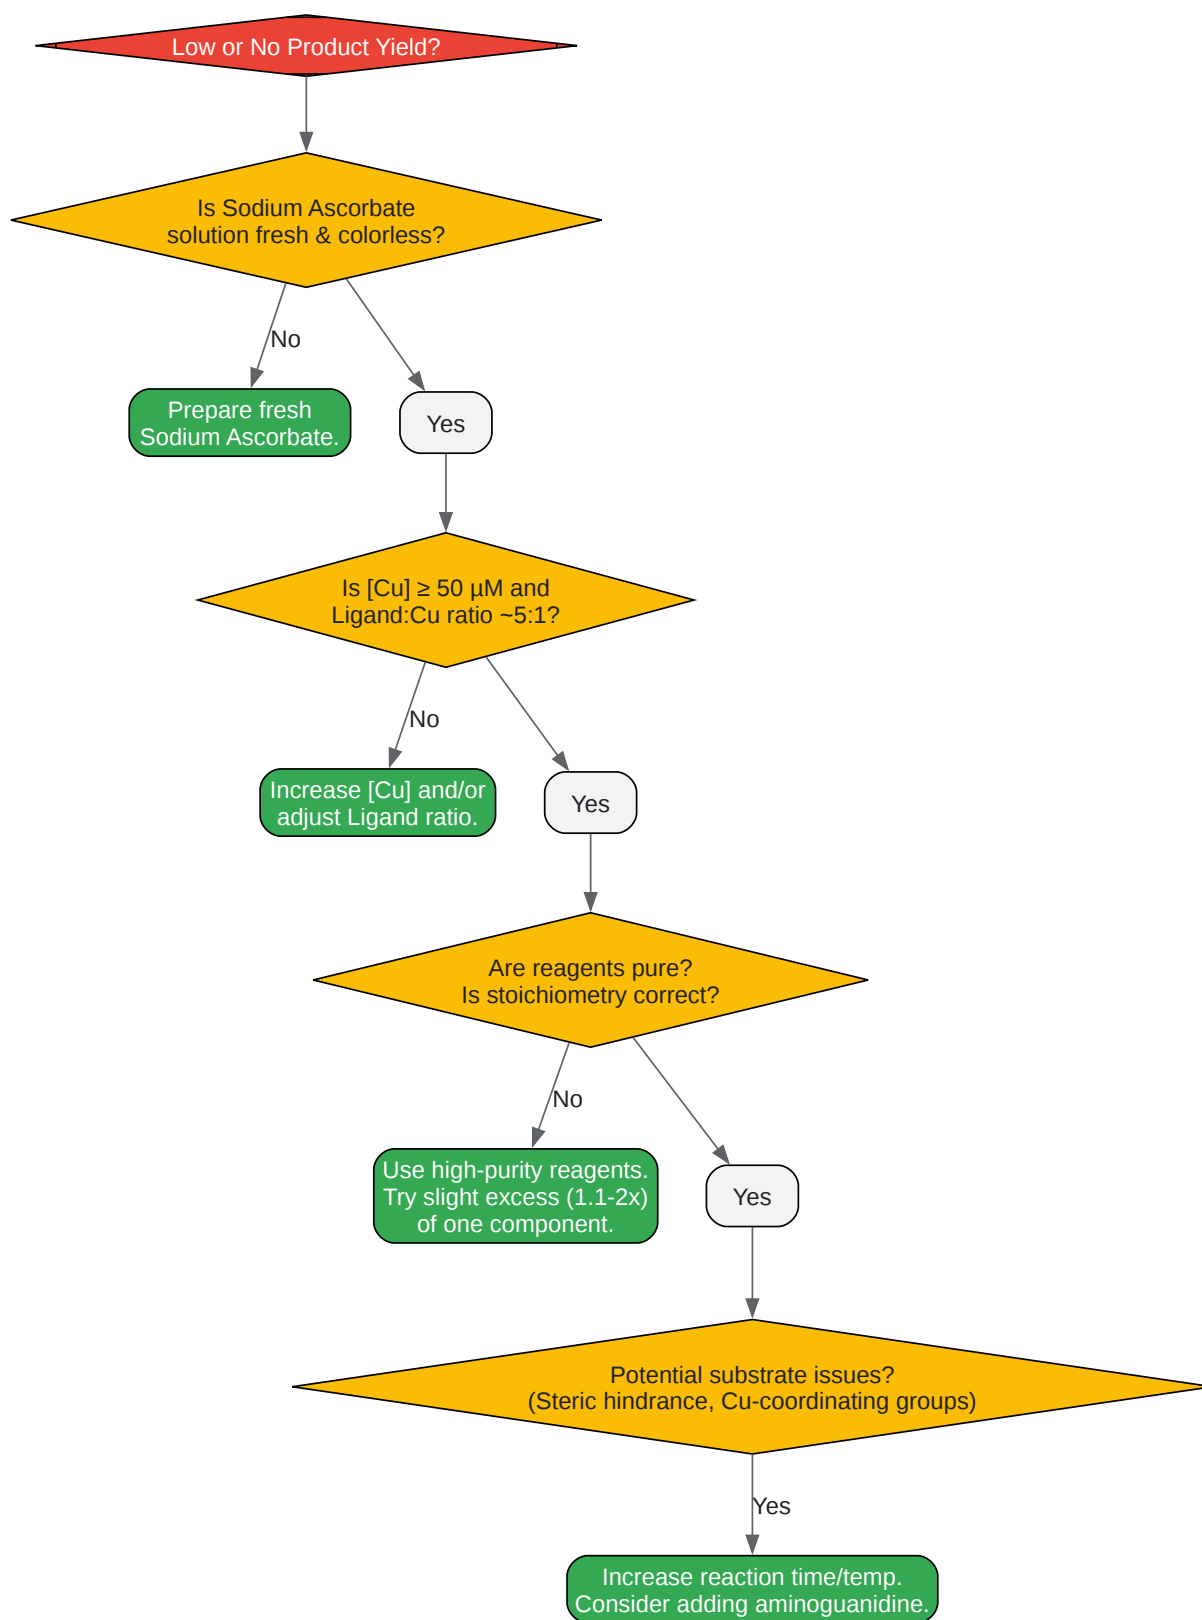 Low or No Product Yield?
Is Sodium Ascorbate
solution fresh & colorless?
No
Prepare fresh
Sodium Ascorbate.
Yes
Is [Cu] ≥ 50 µM and
Ligand:Cu ratio ~5:1?
No
Increase [Cu] and/or
adjust Ligand ratio.
Yes
Are reagents pure?
Is stoichiometry correct?
No
Use high-purity reagents.
Try slight excess (1.1-2x)
of one component.
Yes
Potential substrate issues?
(Steric hindrance, Cu-coordinating groups)
Yes
Increase reaction time/temp.
Consider adding aminoguanidine.